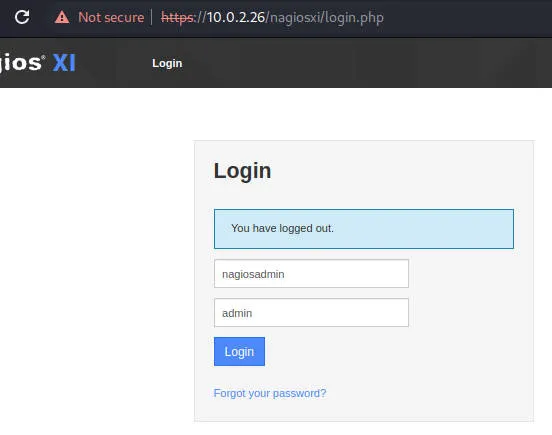 Not secure | https://10.0.2.26/nagiosxi/login.php
gios® XI Login
Login
You have logged out.
nagiosadmin
admin
Login
Forgot your password?